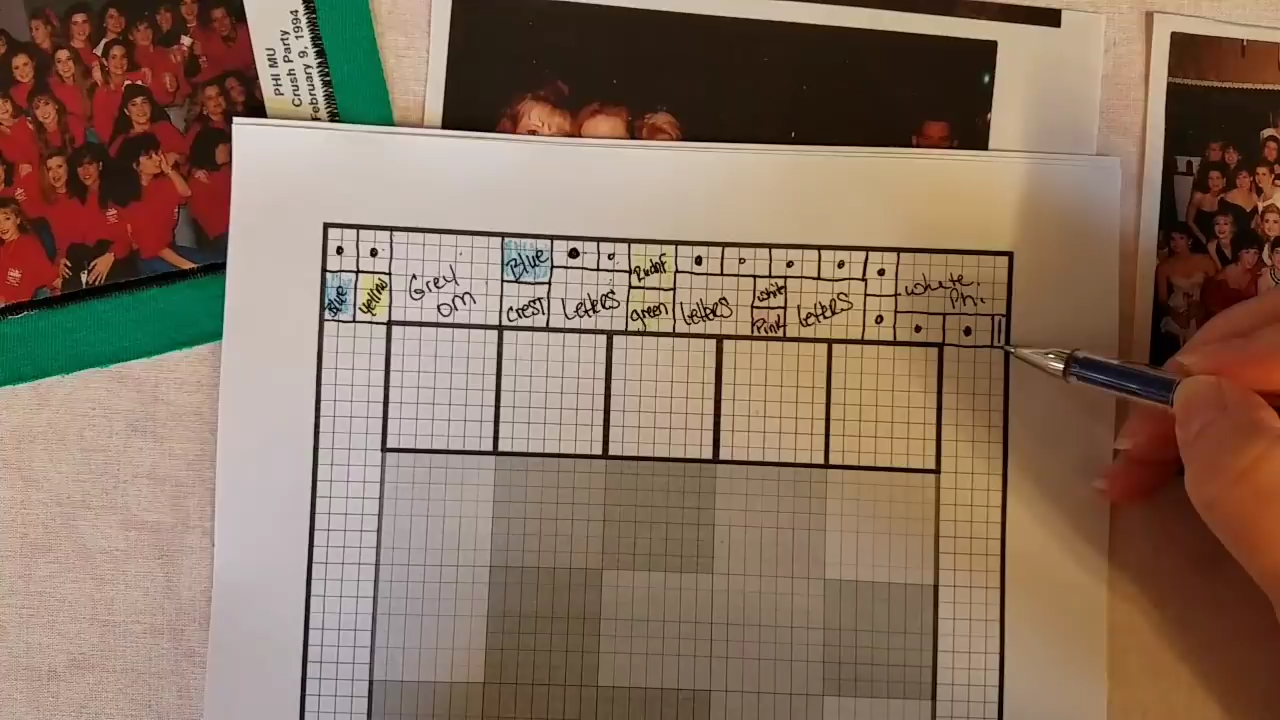 PHI MU
Crush Party
February 9, 1994
Blue
Yellow
Grey
om
Blue
crest
Letters
green
Letters
white
Pink
Letters
white.
Phi